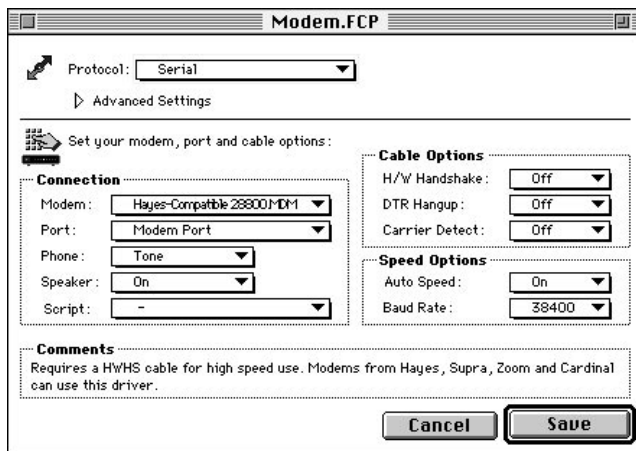 Modem.FCP
Protocol: Serial
Advanced Settings
Set your modem, port and cable options:
Connection
Modem: Hayes-Compatible 28800.MDM
Port: Modem Port
Phone: Tone
Speaker: On
Script: -
Cable Options
H/W Handshake: Off
DTR Hangup: Off
Carrier Detect: Off
Speed Options
Auto Speed: On
Baud Rate: 38400
Comments
Requires a HWHS cable for high speed use. Modems from Hayes, Supra, Zoom and Cardinal
can use this driver.
Cancel
Save